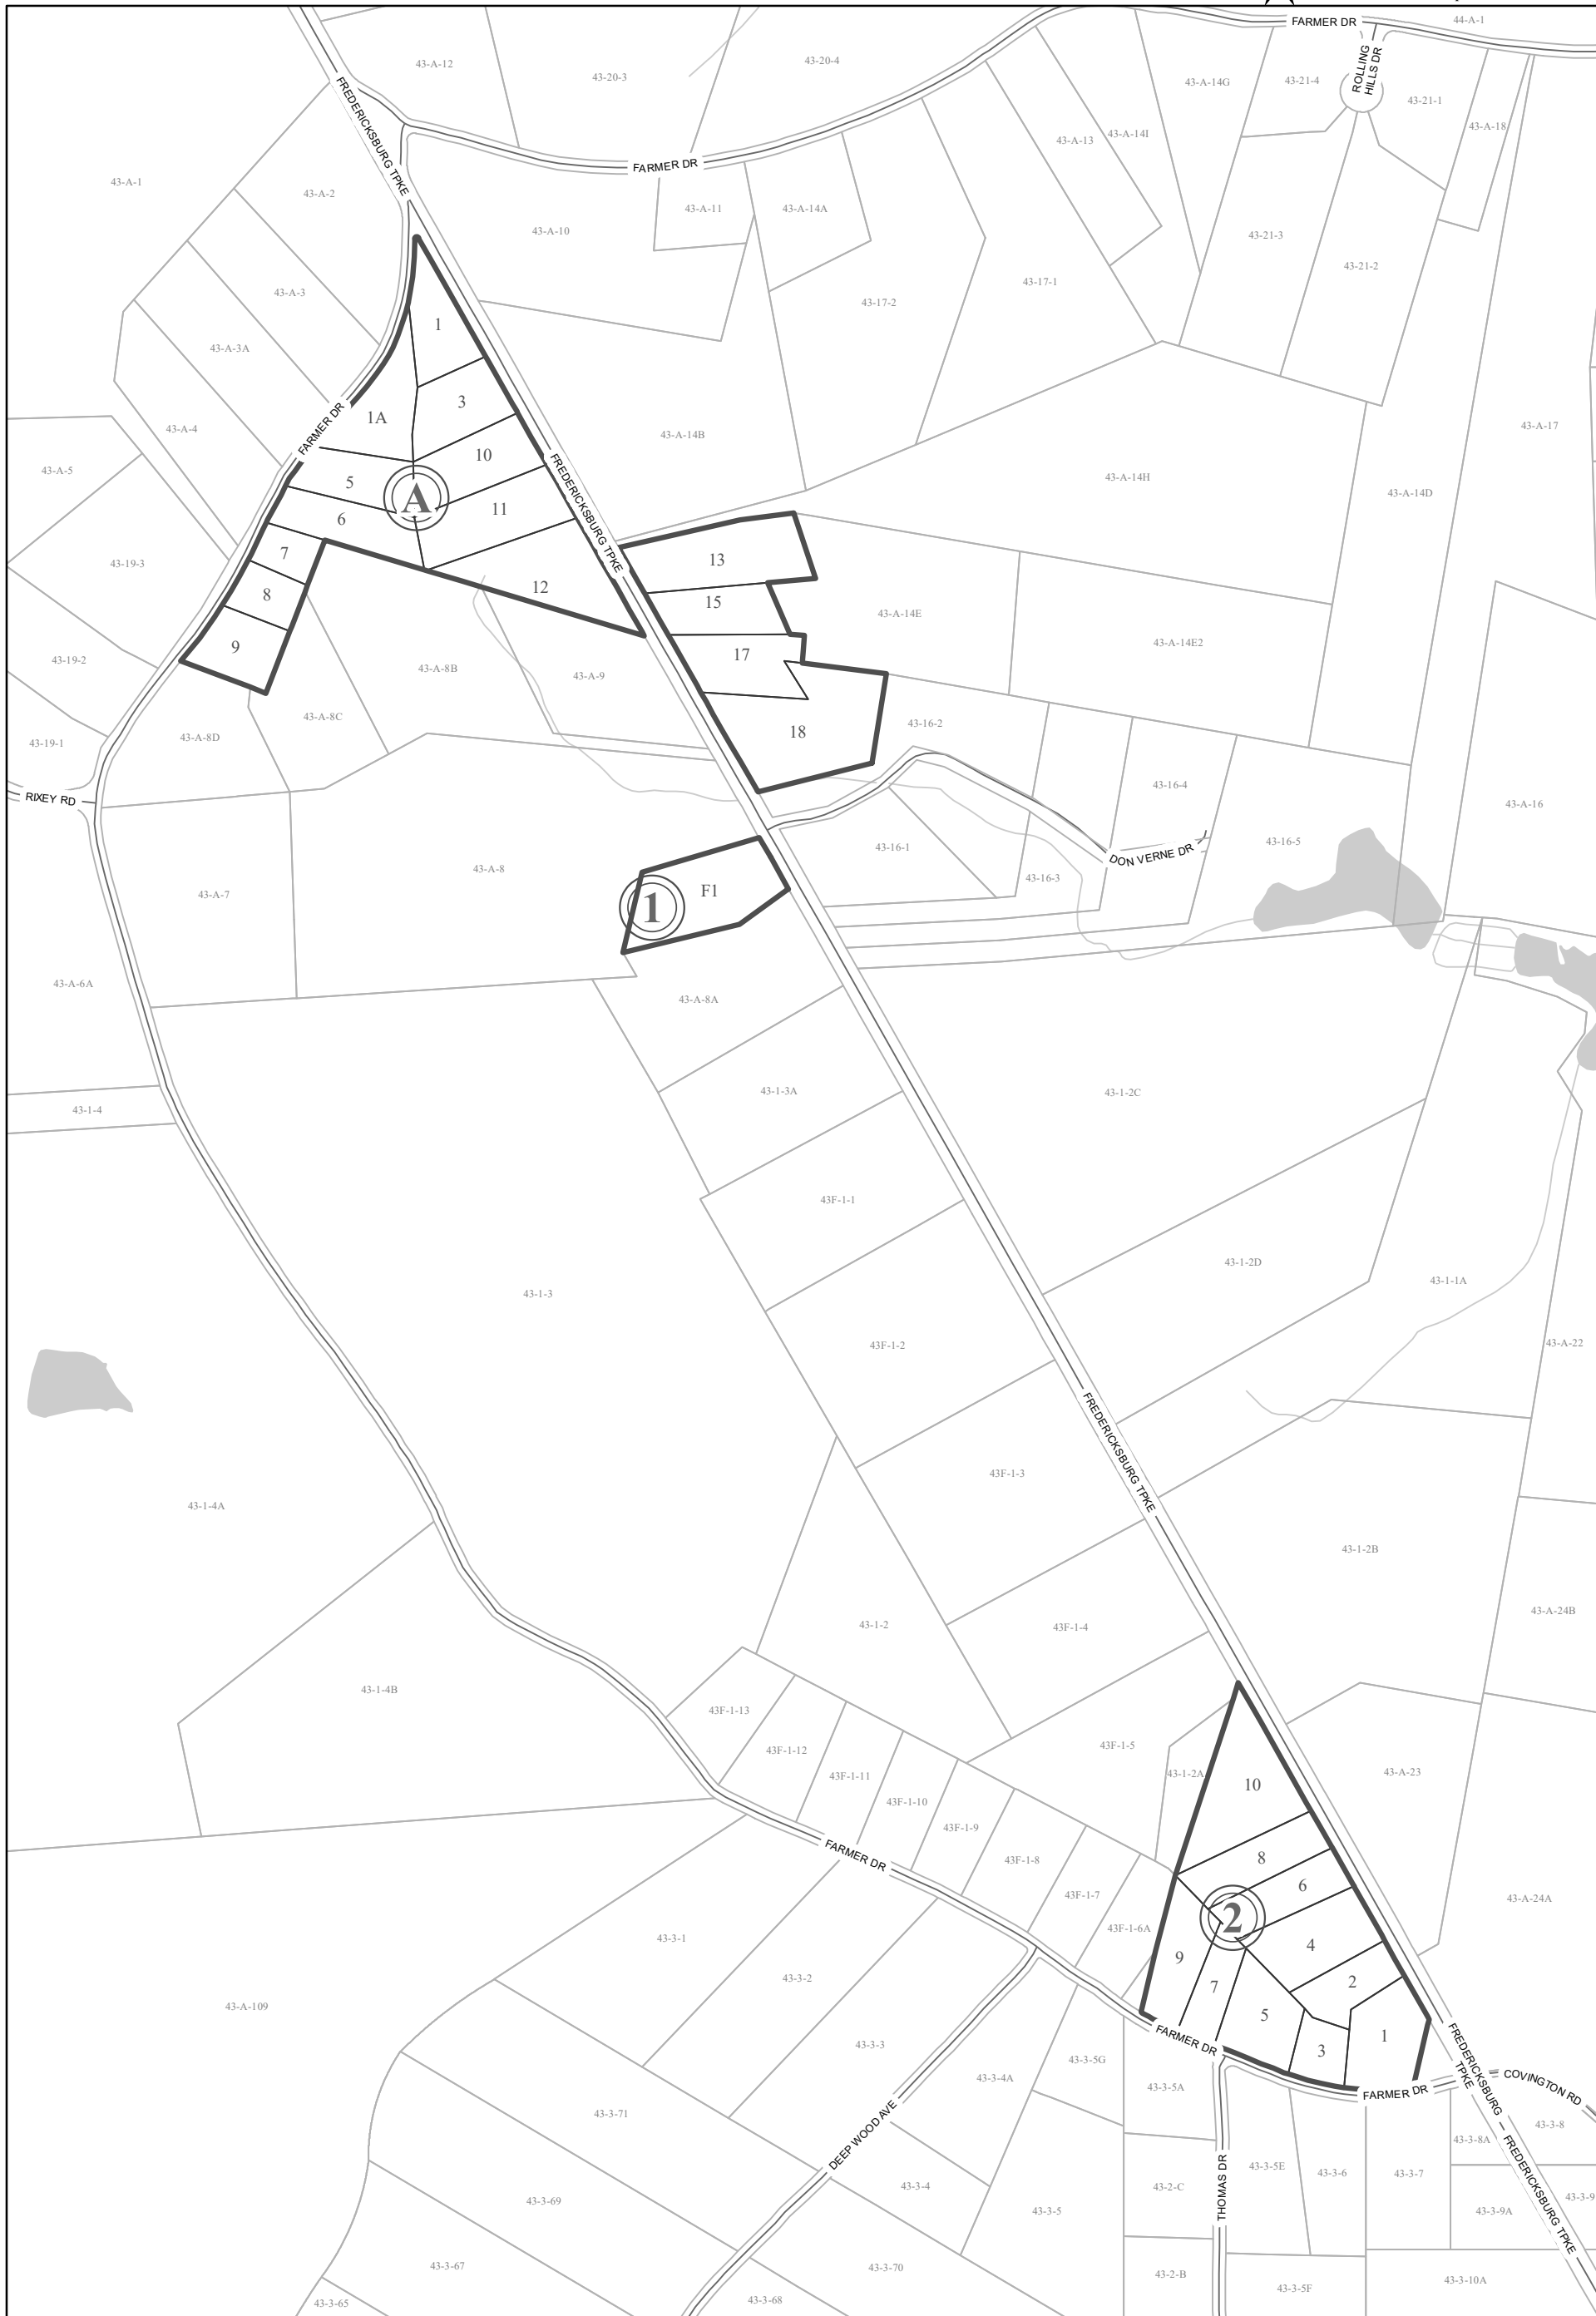 44-A-1
FARMER DR
ROLLING
HILLS DR
43-A-12
43-20-3
43-20-4
43-A-14G
43-21-4
43-21-1
43-A-18
43-A-13
43-A-14I
FREDERICKSBURG TPKE
FARMER DR
43-A-1
43-A-2
43-A-10
43-A-11
43-A-14A
43-21-3
43-21-2
43-A-3
43-17-2
43-17-1
43-A-3A
1
3
1A
FARMER DR
43-A-4
43-A-14B
43-A-17
43-A-5
10
FREDERICKSBURG TPKE
43-A-14H
43-A-14D
5
A
11
6
7
43-19-3
13
8
12
15
43-A-14E
43-A-14E2
9
17
43-19-2
43-A-8B
43-A-9
43-A-8C
43-16-2
18
43-19-1
43-A-8D
RIXEY RD
43-16-4
43-A-16
43-16-1
DON VERNE DR
43-16-5
43-A-8
43-16-3
43-A-7
F1
1
43-A-6A
43-A-8A
43-1-4
43-1-3A
43-1-2C
43F-1-1
43-1-2D
43-1-1A
43-1-3
43F-1-2
43-A-22
FREDERICKSBURG TPKE
43F-1-3
43-1-4A
43-1-2B
43-A-24B
43-1-2
43F-1-4
43-1-4B
43F-1-13
43F-1-12
43F-1-5
43-1-2A
43-A-23
43F-1-11
10
43F-1-10
43F-1-9
FARMER DR
43F-1-8
8
43F-1-7
6
43-A-24A
43F-1-6A
2
4
43-3-1
9
43-3-2
7
2
43-A-109
5
1
3
43-3-3
FARMER DR
43-3-5G
43-3-4A
43-3-5A
FARMER DR
FREDERICKSBURG
TPKE
COVINGTON RD
43-3-71
DEEP WOOD AVE
43-3-8
43-3-8A
43-3-5E
43-3-6
43-3-7
THOMAS DR
43-2-C
43-3-4
43-3-69
43-3-5
FREDERICKSBURG TPKE
43-3-9
43-3-9A
43-3-67
43-3-70
43-2-B
43-3-5F
43-3-10A
43-3-68
43-3-65